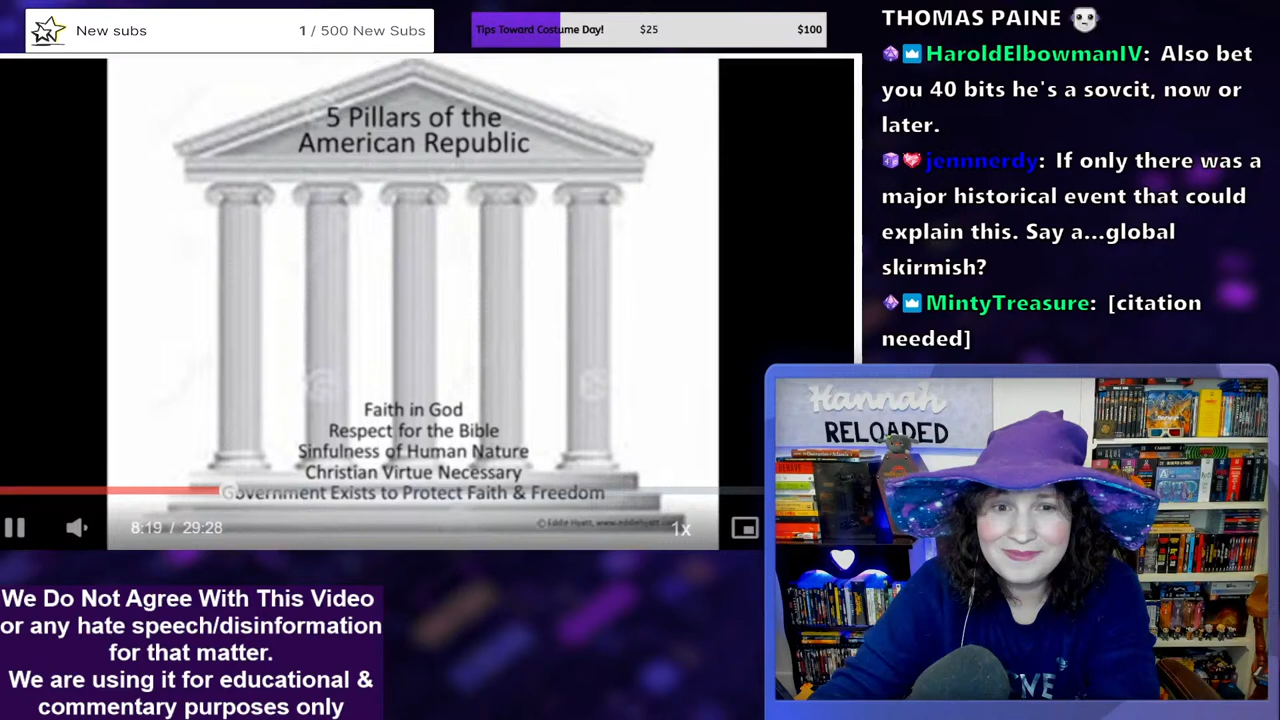 New subs
1 / 500 New Subs
Tips Toward Costume Day!
$25
$100
5 Pillars of the
American Republic
Faith in God
Respect for the Bible
Sinfulness of Human Nature
Christian Virtue Necessary
Government Exists to Protect Faith & Freedom
© Eddie Hyatt, www.eddiehyatt.com
8:19 / 29:28
1x
We Do Not Agree With This Video
or any hate speech/disinformation
for that matter.
We are using it for educational &
commentary purposes only
THOMAS PAINE
HaroldElbowmanIV: Also bet
you 40 bits he's a sovcit, now or
later.
jennnerdy: If only there was a
major historical event that could
explain this. Say a...global
skirmish?
MintyTreasure: [citation
needed]
Hannah
RELOADED